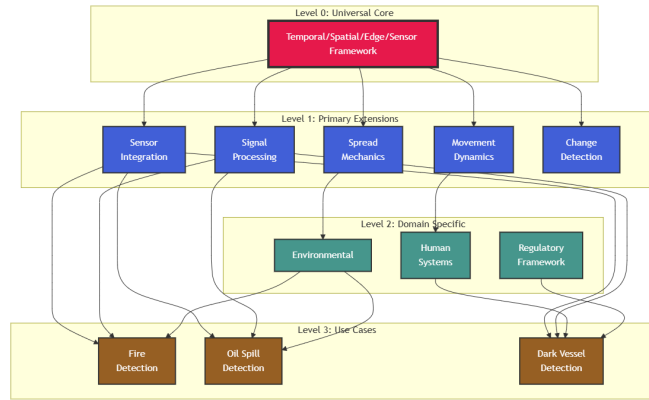 Level 0: Universal Core
Temporal/Spatial/Edge/Sensor
Framework
Level 1: Primary Extensions
Sensor
Integration
Signal
Processing
Spread
Mechanics
Movement
Dynamics
Change
Detection
Level 2: Domain Specific
Environmental
Human
Systems
Regulatory
Framework
Level 3: Use Cases
Fire
Detection
Oil Spill
Detection
Dark Vessel
Detection